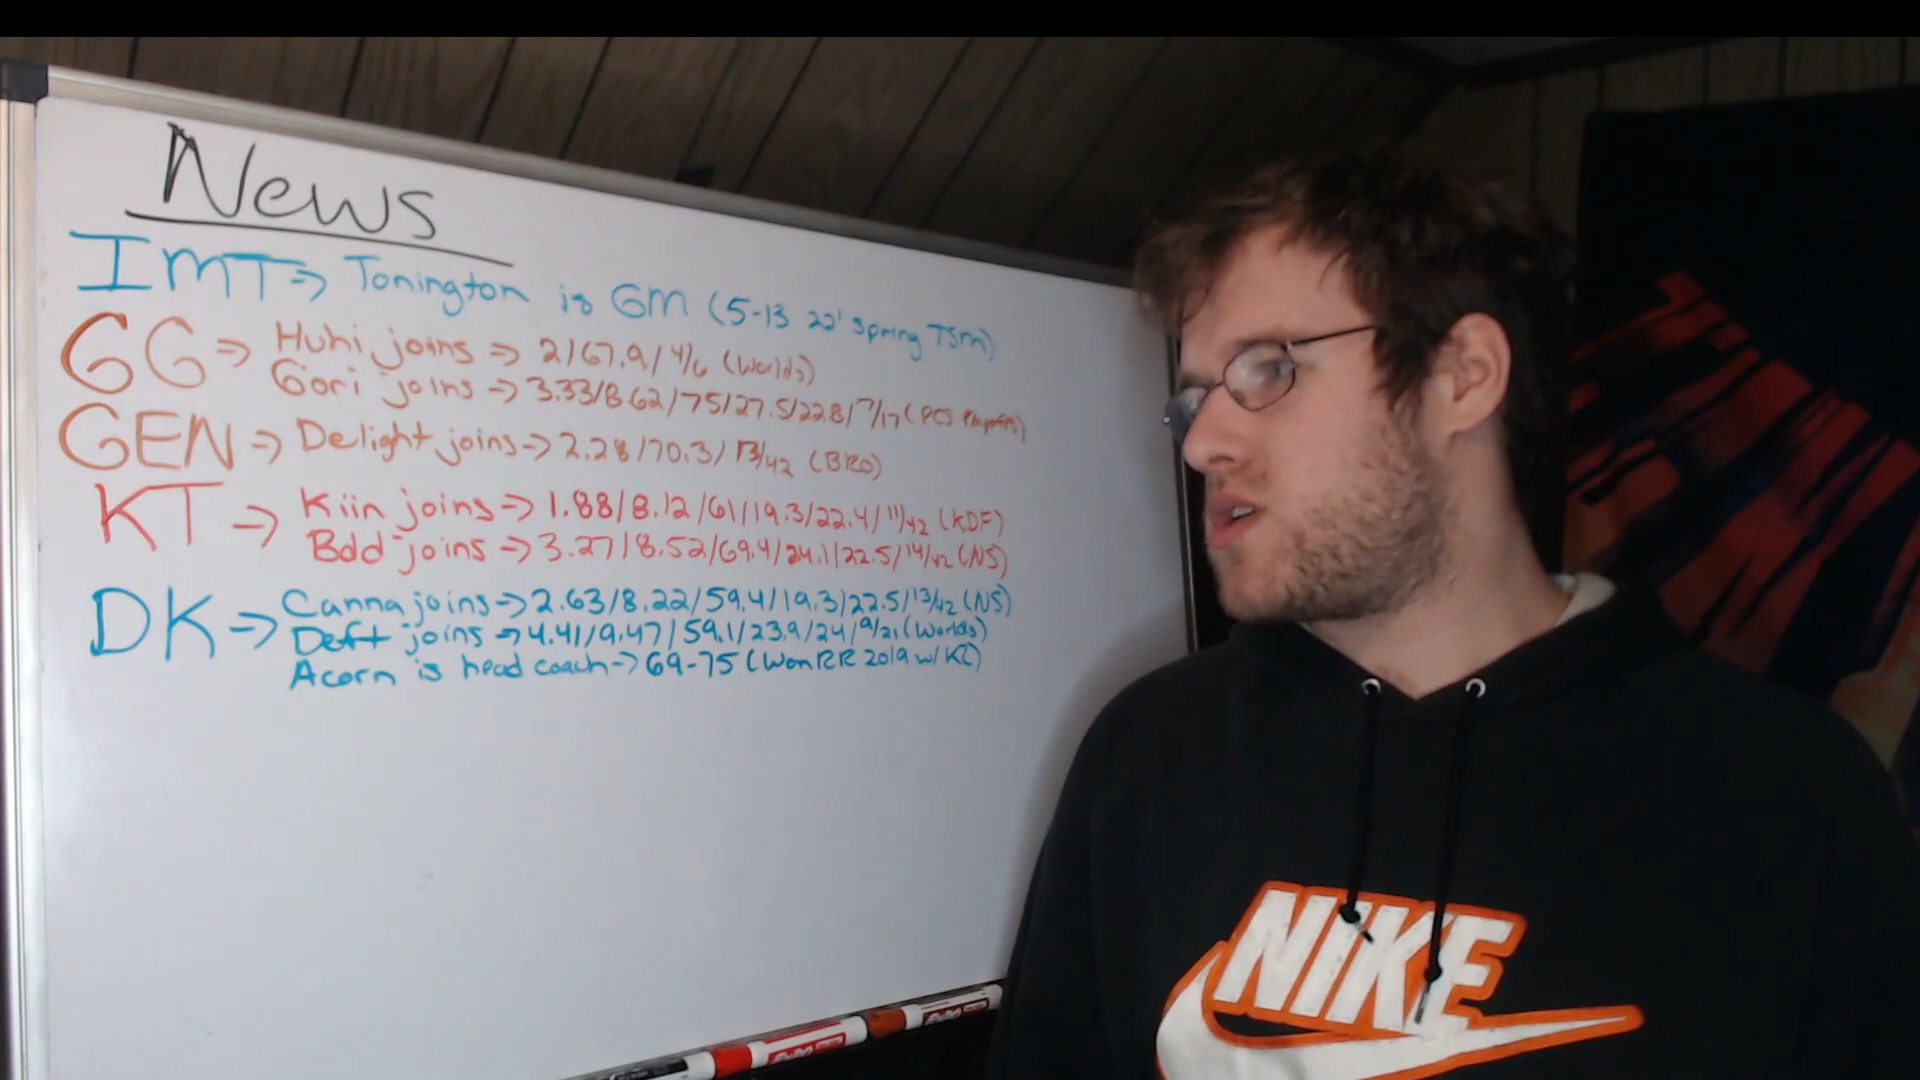 News
IMT => Tonington is GM (5-13 22' Spring TSM)
GG => Huhi joins => 2/67.9/4/6 (Worlds)
Gori joins => 3.33/8.62/75/27.5/22.8/7/17 (PCS Playoffs)
GEN => Delight joins -> 2.28/70.3/13/42 (BRO)
KT => Kiin joins -> 1.88/8.12/61/19.3/22.4/11/42 (KDF)
Bdd joins -> 3.27/8.52/69.4/24.1/22.5/14/42 (NS)
DK => Canna joins -> 2.63/8.22/59.4/19.3/22.5/13/42 (NS)
Deft joins -> 4.41/9.47/59.1/23.9/24/9/21 (Worlds)
Acorn is head coach -> 69-75 (Won RR 2019 w/ KZ)
NIKE